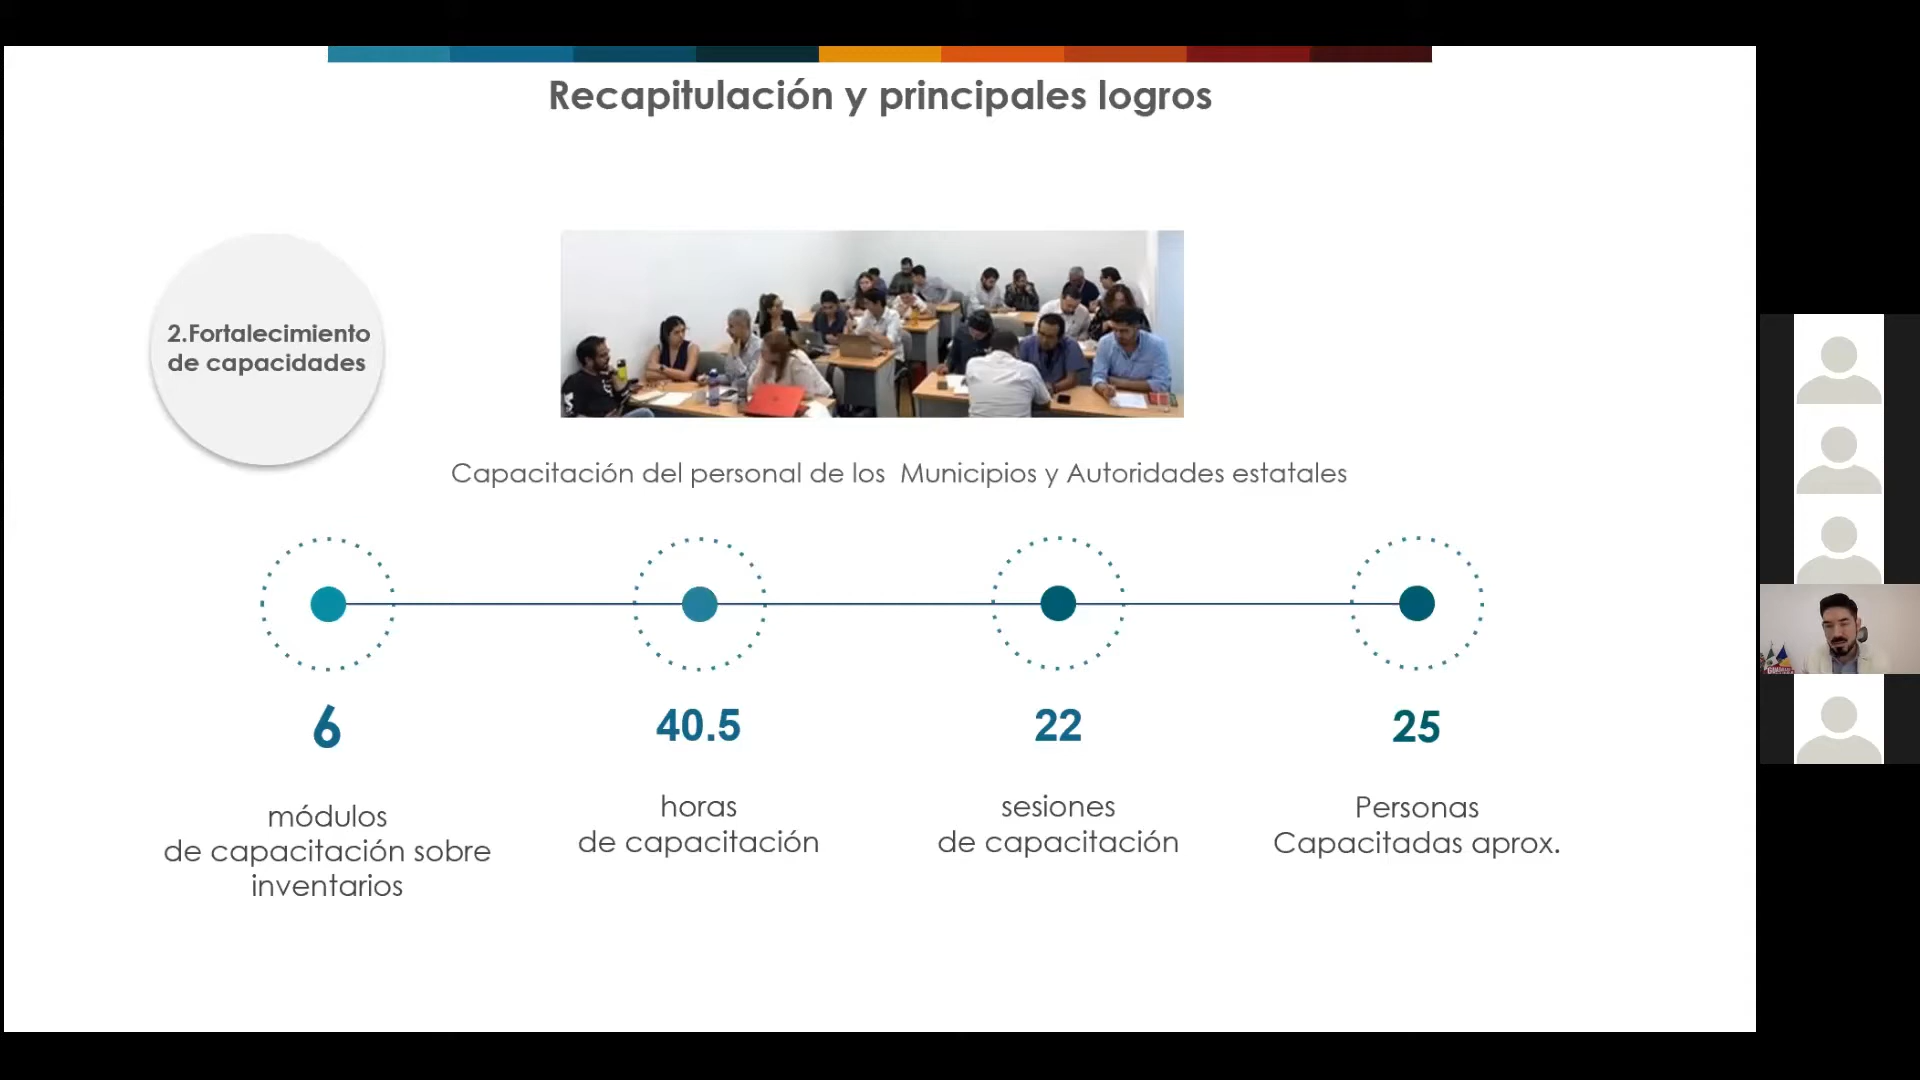 Recapitulación y principales logros
2.Fortalecimiento
de capacidades
Capacitación del personal de los Municipios y Autoridades estatales
6
módulos
de capacitación sobre
inventarios
40.5
horas
de capacitación
22
sesiones
de capacitación
25
Personas
Capacitadas aprox.